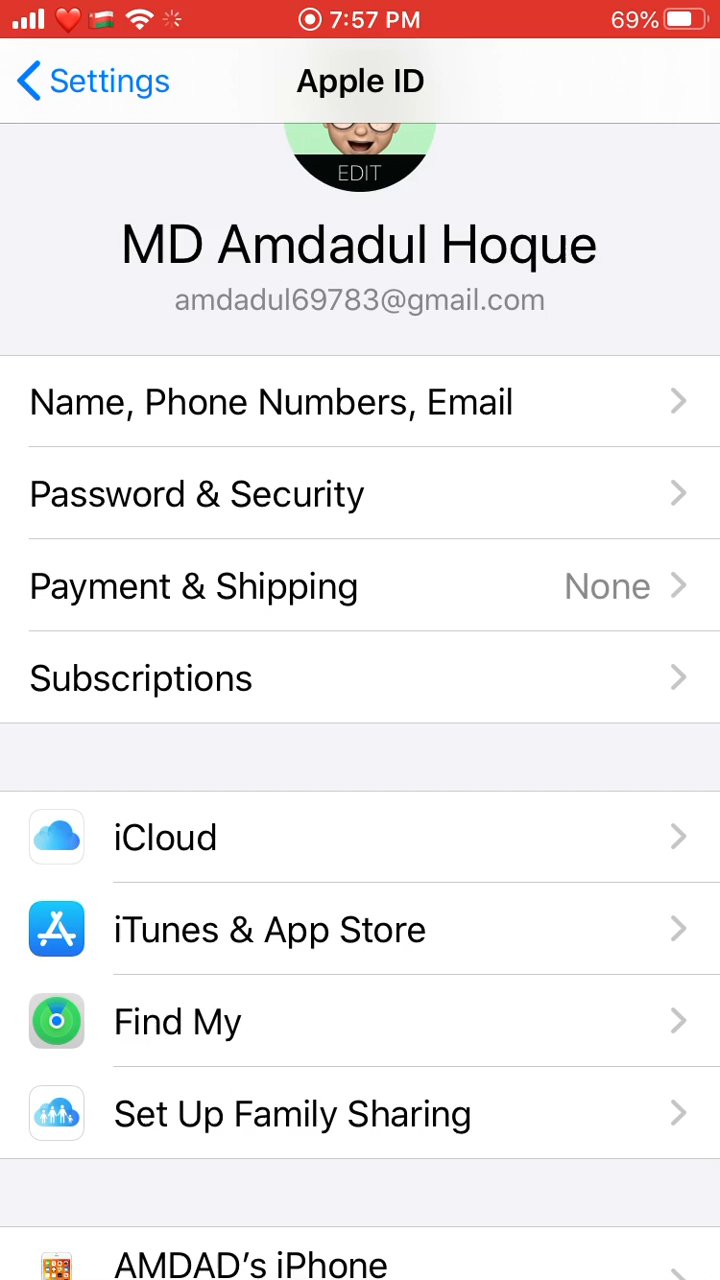 7:57 PM
69%
Settings
Apple ID
EDIT
MD Amdadul Hoque
amdadul69783@gmail.com
Name, Phone Numbers, Email
Password & Security
Payment & Shipping None
Subscriptions
iCloud
iTunes & App Store
Find My
Set Up Family Sharing
AMDAD's iPhone